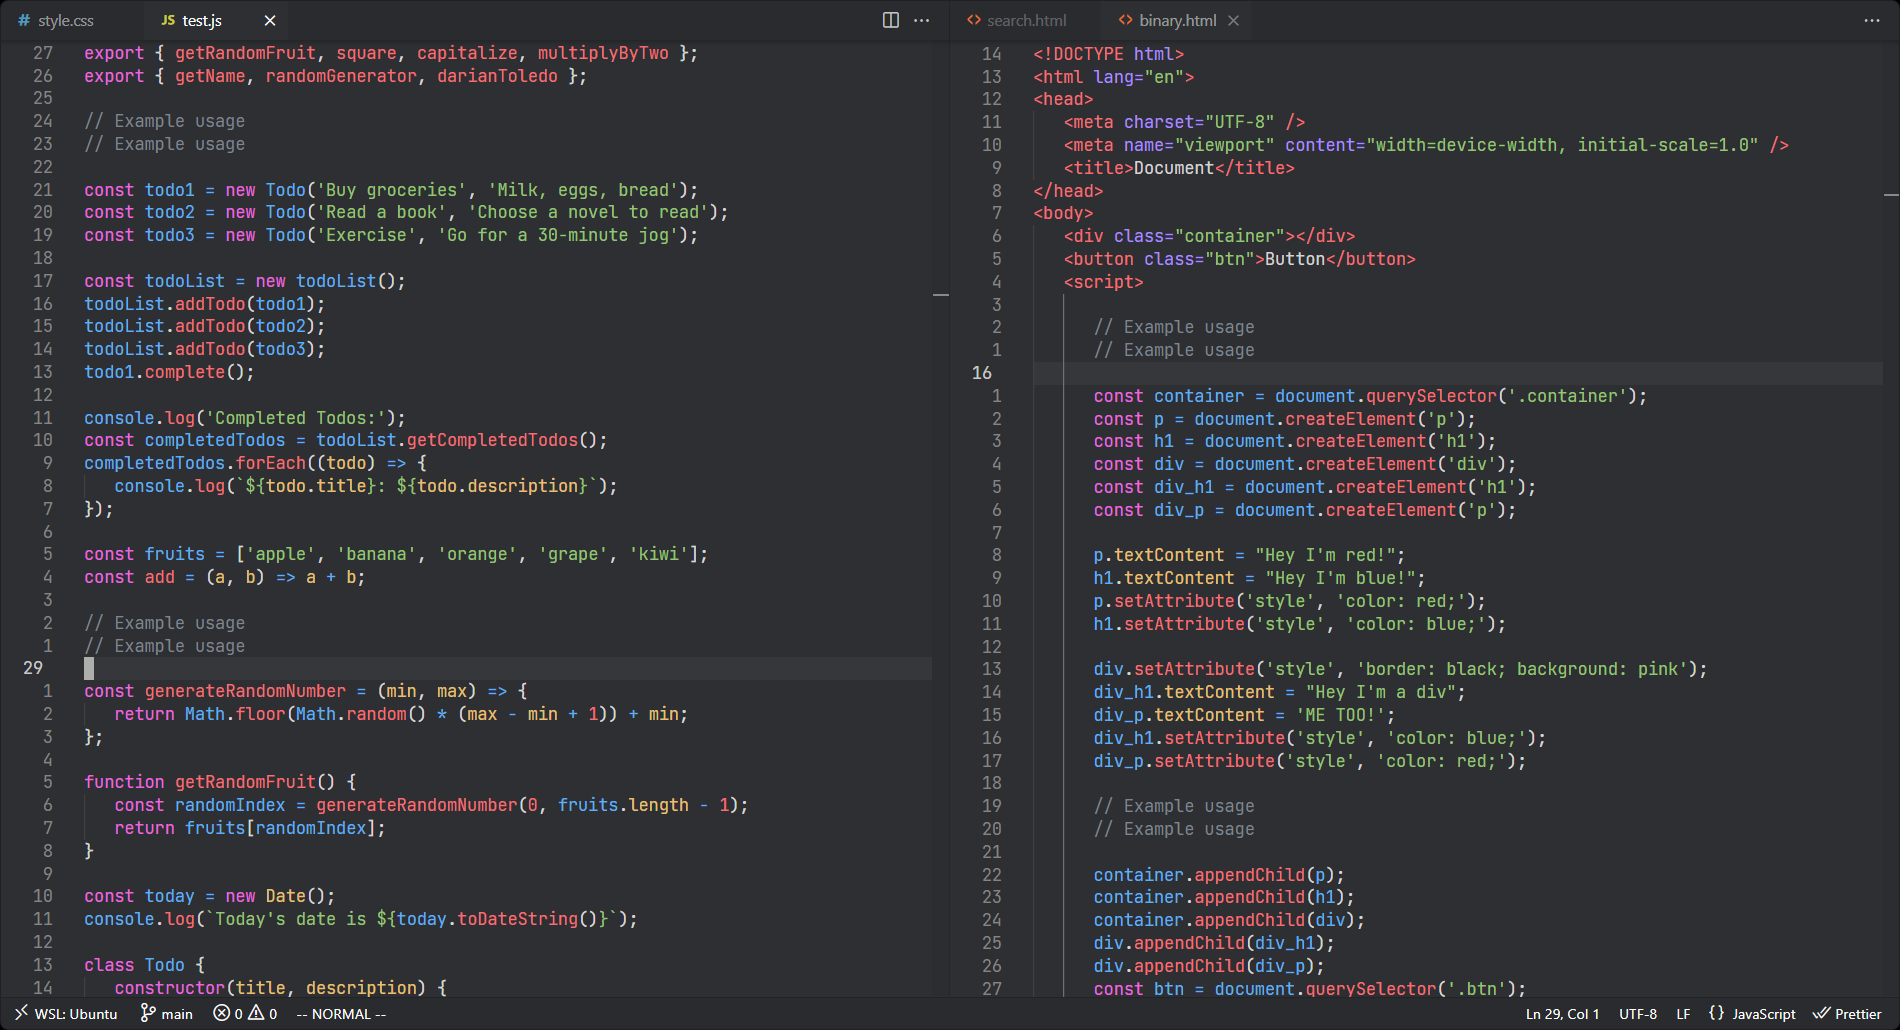 # style.css
JS test.js
27 export { getRandomFruit, square, capitalize, multiplyByTwo };
26 export { getName, randomGenerator, darianToledo };
25
24 // Example usage
23 // Example usage
22
21 const todo1 = new Todo('Buy groceries', 'Milk, eggs, bread');
20 const todo2 = new Todo('Read a book', 'Choose a novel to read');
19 const todo3 = new Todo('Exercise', 'Go for a 30-minute jog');
18
17 const todoList = new todoList();
16 todoList.addTodo(todo1);
15 todoList.addTodo(todo2);
14 todoList.addTodo(todo3);
13 todo1.complete();
12
11 console.log('Completed Todos:');
10 const completedTodos = todoList.getCompletedTodos();
9 completedTodos.forEach((todo) => {
8 console.log(`${todo.title}: ${todo.description}`);
7 });
6
5 const fruits = ['apple', 'banana', 'orange', 'grape', 'kiwi'];
4 const add = (a, b) => a + b;
3
2 // Example usage
1 // Example usage
29
1 const generateRandomNumber = (min, max) => {
2 return Math.floor(Math.random() * (max - min + 1)) + min;
3 };
4
5 function getRandomFruit() {
6 const randomIndex = generateRandomNumber(0, fruits.length - 1);
7 return fruits[randomIndex];
8 }
9
10 const today = new Date();
11 console.log(`Today's date is ${today.toDateString()}`);
12
13 class Todo {
14 constructor(title, description) {
<> search.html
<> binary.html
14 <!DOCTYPE html>
13 <html lang="en">
12 <head>
11 <meta charset="UTF-8" />
10 <meta name="viewport" content="width=device-width, initial-scale=1.0" />
9 <title>Document</title>
8 </head>
7 <body>
6 <div class="container"></div>
5 <button class="btn">Button</button>
4 <script>
3
2 // Example usage
1 // Example usage
16
1 const container = document.querySelector('.container');
2 const p = document.createElement('p');
3 const h1 = document.createElement('h1');
4 const div = document.createElement('div');
5 const div_h1 = document.createElement('h1');
6 const div_p = document.createElement('p');
7
8 p.textContent = "Hey I'm red!";
9 h1.textContent = "Hey I'm blue!";
10 p.setAttribute('style', 'color: red;');
11 h1.setAttribute('style', 'color: blue;');
12
13 div.setAttribute('style', 'border: black; background: pink');
14 div_h1.textContent = "Hey I'm a div";
15 div_p.textContent = 'ME TOO!';
16 div_h1.setAttribute('style', 'color: blue;');
17 div_p.setAttribute('style', 'color: red;');
18
19 // Example usage
20 // Example usage
21
22 container.appendChild(p);
23 container.appendChild(h1);
24 container.appendChild(div);
25 div.appendChild(div_h1);
26 div.appendChild(div_p);
27 const btn = document.querySelector('.btn');
WSL: Ubuntu main 0 0 -- NORMAL -- Ln 29, Col 1 UTF-8 LF {} JavaScript Prettier